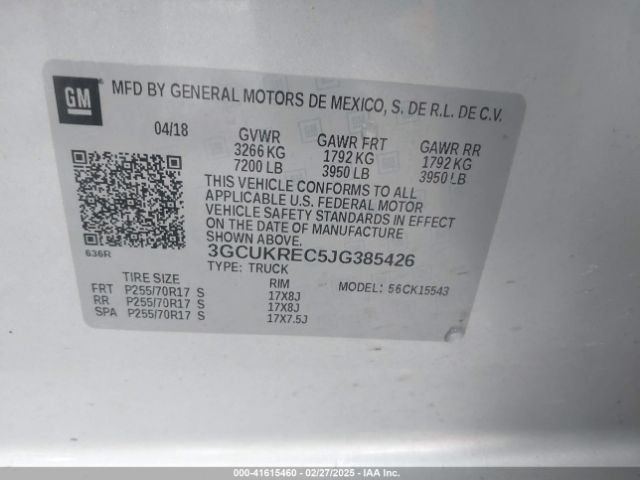 GM
MFD BY GENERAL MOTORS DE MEXICO, S. DE R.L. DE C.V.
04/18 GVWR GAWR FRT GAWR RR
3266 KG 1792 KG 1792 KG
7200 LB 3950 LB 3950 LB
THIS VEHICLE CONFORMS TO ALL
APPLICABLE U.S. FEDERAL MOTOR
VEHICLE SAFETY STANDARDS IN EFFECT
ON THE DATE OF MANUFACTURE
SHOWN ABOVE.
636R 3GCUKREC5JG385426
TYPE: TRUCK
TIRE SIZE RIM MODEL: 56CK15543
FRT P255/70R17 S 17X8J
RR P255/70R17 S 17X8J
SPA P255/70R17 S 17X7.5J
000-41615460 - 02/27/2025 - IAA Inc.